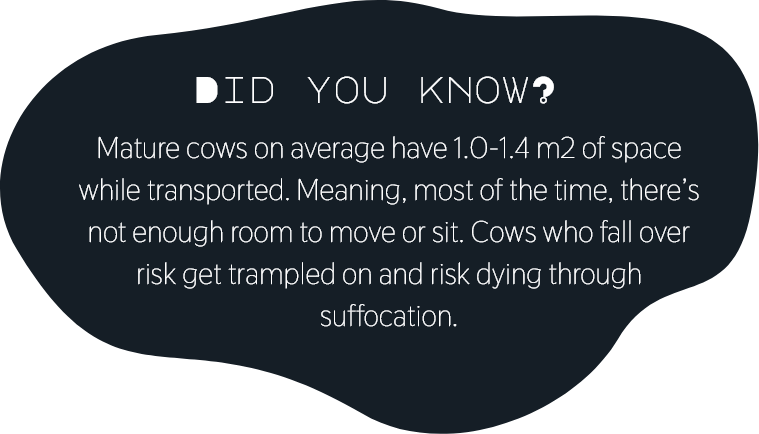 DID YOU KNOW?
Mature cows on average have 1.0-1.4 m2 of space
while transported. Meaning, most of the time, there's
not enough room to move or sit. Cows who fall over
risk get trampled on and risk dying through
suffocation.